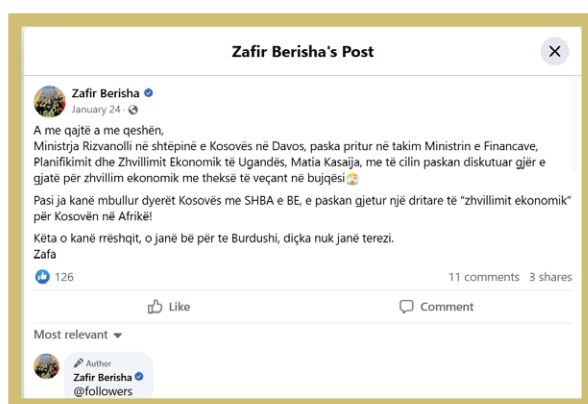 Zafir Berisha's Post
Zafir Berisha
January 24 ·
A me qajtë a me qeshën,
Ministrja Rizvanolli në shtëpinë e Kosovës në Davos, paska pritur në takim Ministrin e Financave,
Planifikimit dhe Zhvillimit Ekonomik të Ugandës, Matia Kasaija, me të cilin paskan diskutuar gjër e
gjatë për zhvillim ekonomik me theksë të veçant në bujqësi🤦
Pasi ja kanë mbullur dyerët Kosovës me SHBA e BE, e paskan gjetur një dritare të “zhvillimit ekonomik”
për Kosovën në Afrikë!
Këta o kanë rrëshqit, o janë bë për te Burdushi, diçka nuk janë terezi.
Zafa
126
11 comments 3 shares
Like
Comment
Most relevant
Author
Zafir Berisha
@followers